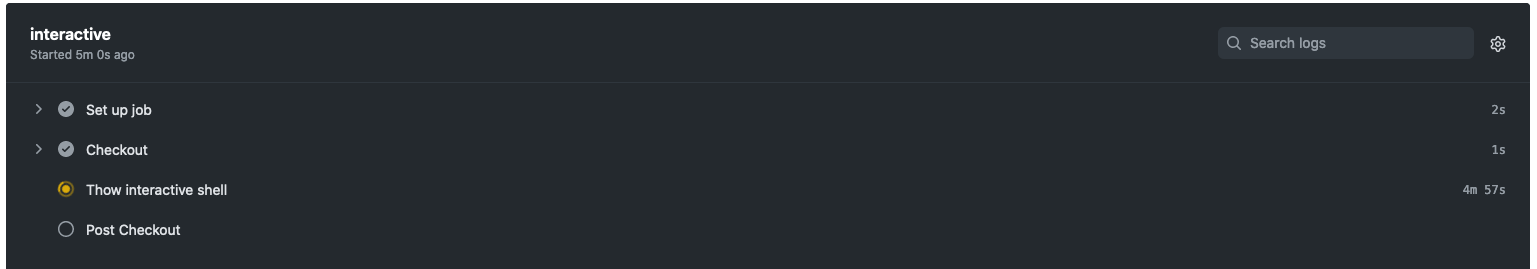 interactive
Started 5m 0s ago
Search logs
Set up job 2s
Checkout 1s
Thow interactive shell 4m 57s
Post Checkout